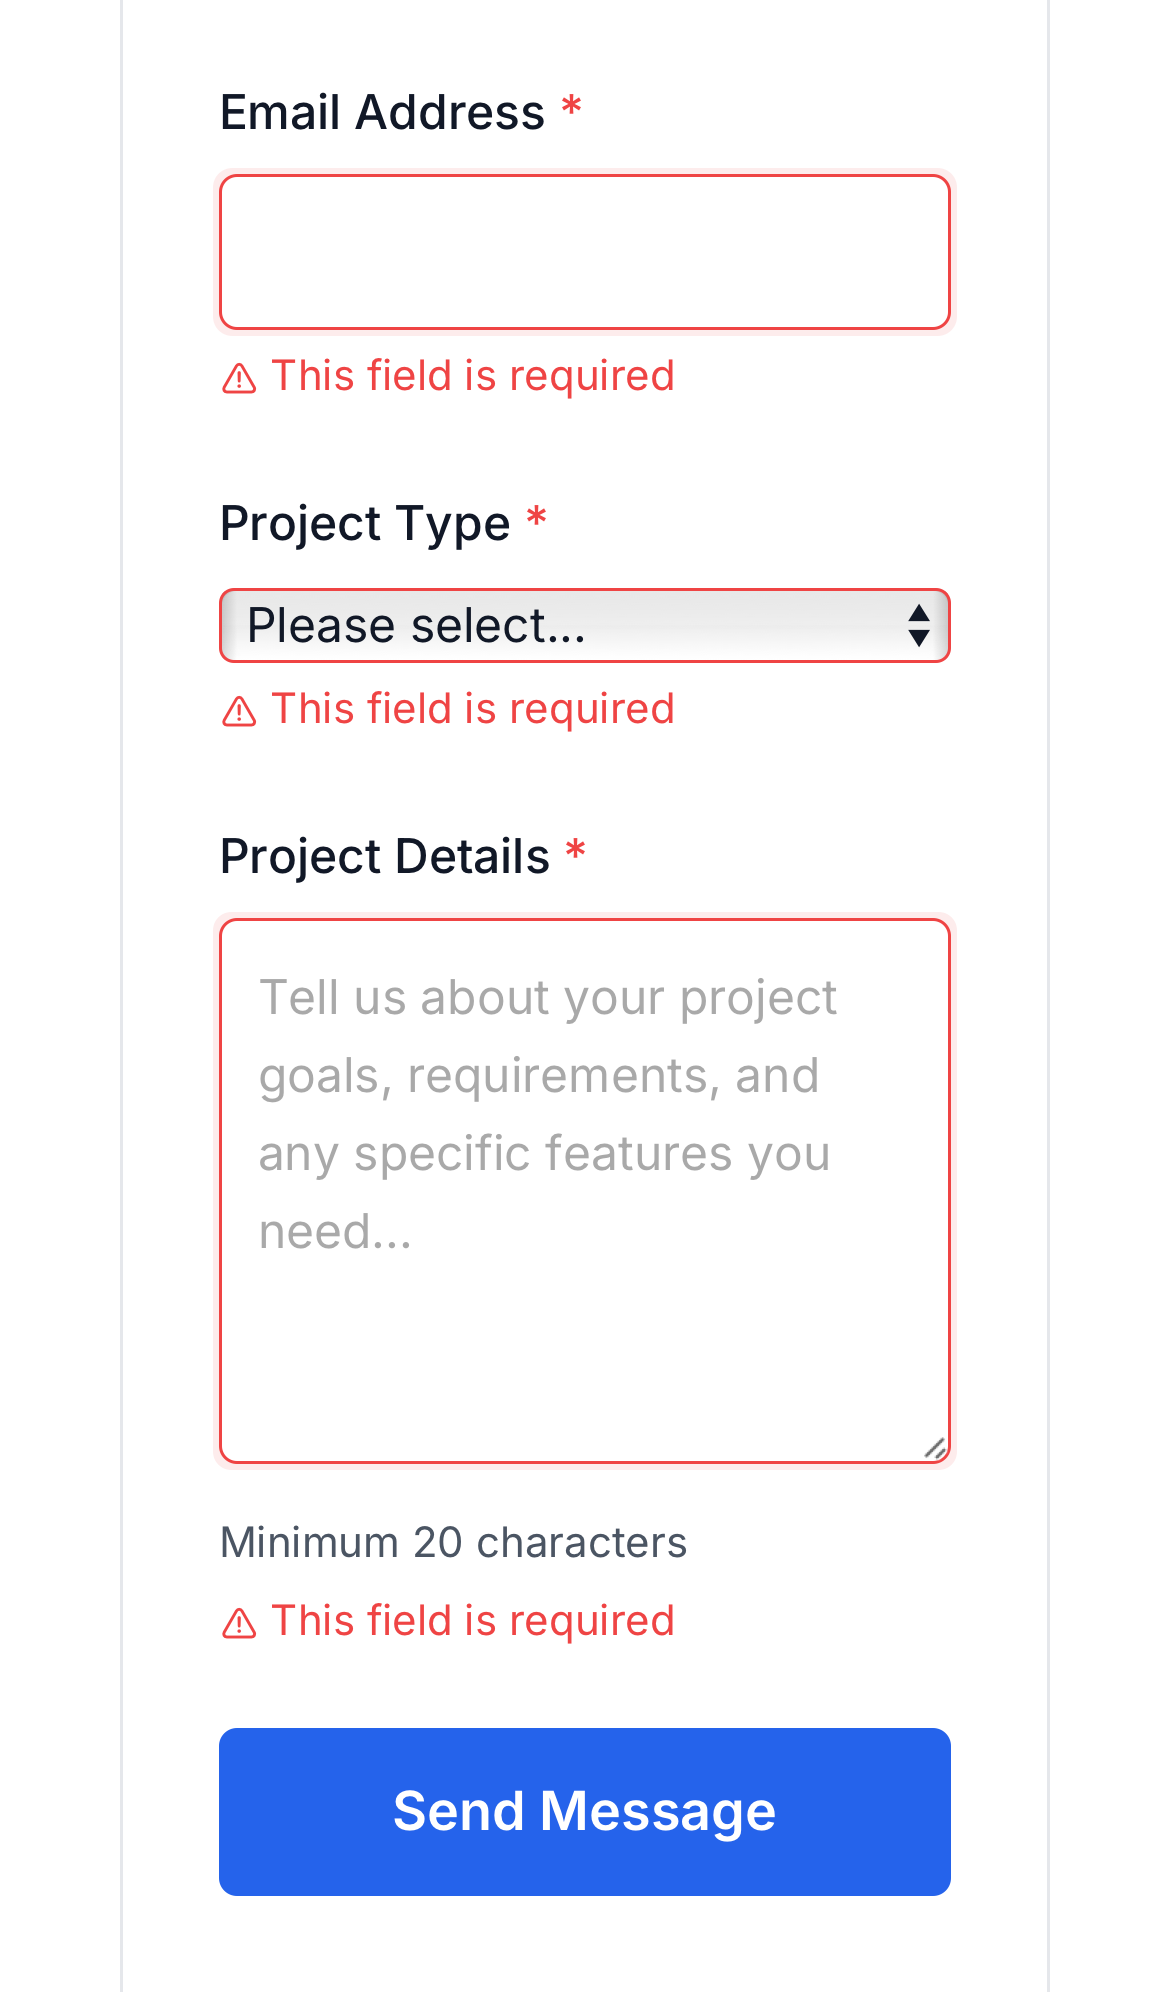 Email Address *
This field is required
Project Type *
Please select...
This field is required
Project Details *
Tell us about your project
goals, requirements, and
any specific features you
need...
Minimum 20 characters
This field is required
Send Message